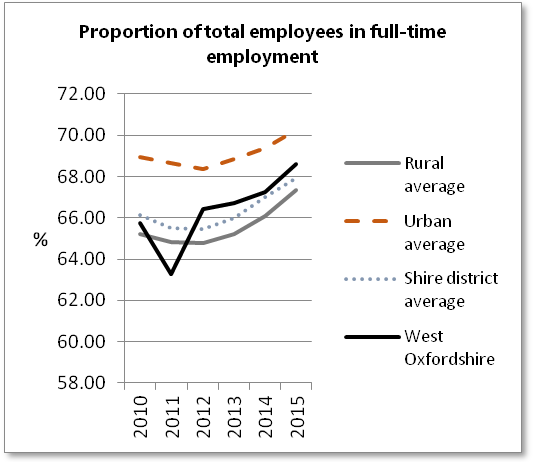 Proportion of total employees in full-time
employment
72.00
70.00
68.00
66.00
64.00
62.00
60.00
58.00
%
2010
2011
2012
2013
2014
2015
Rural
average
Urban
average
Shire district
average
West
Oxfordshire